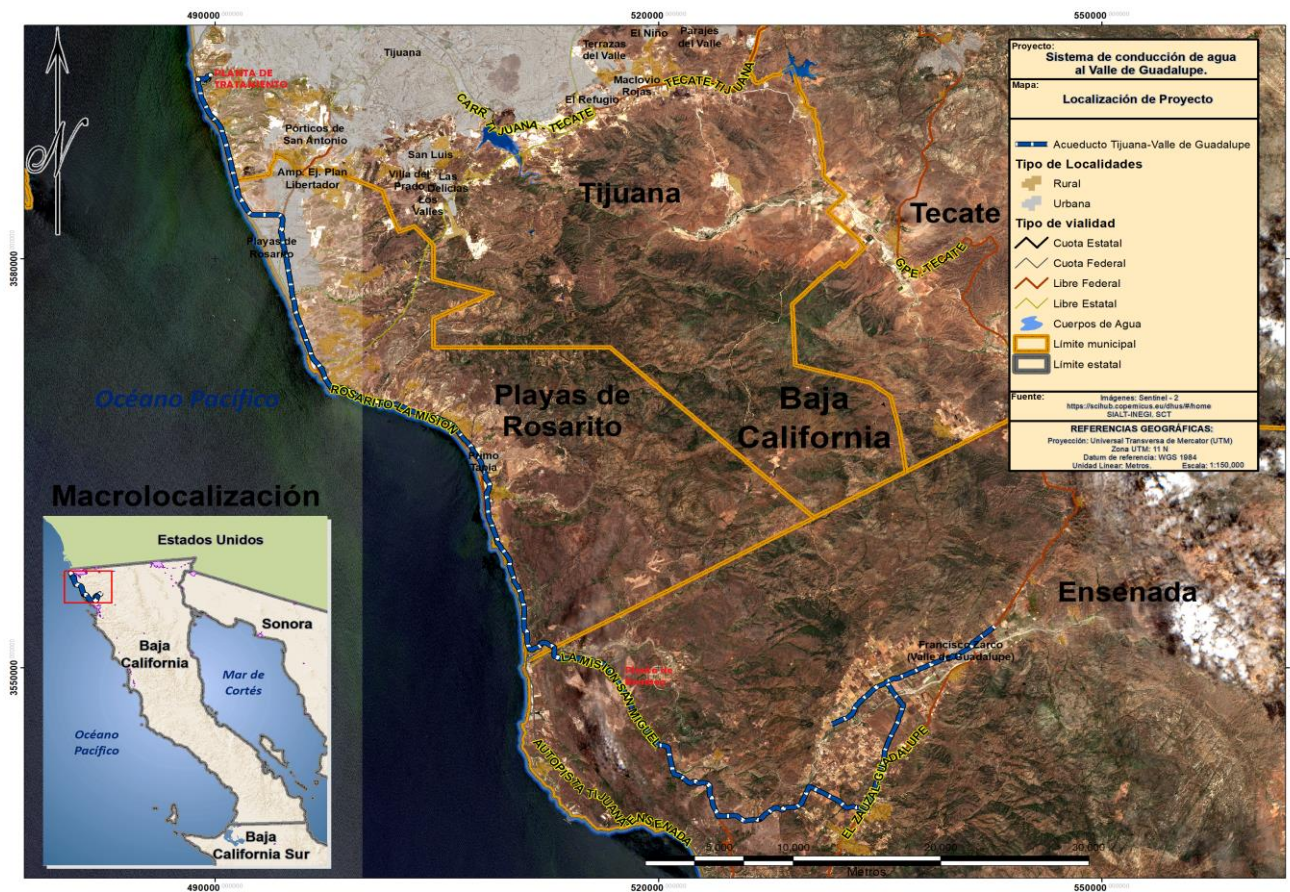 490000
520000
550000
3580000
3550000
N
Tijuana
El Niño
Parajes
del Valle
Terrazas
del Valle
Maclovio
Rojas
El Refugio
TECATE-TIJUANA
CARR. TIJUANA - TECATE
PLANTA DE
TRATAMIENTO
Pórticos de
San Antonio
San Luis
Amp. Ej. Plan
Libertador
Villa del
Prado
Las
Delicias
Los
Valles
Tijuana
Tecate
GPE-TECATE
Playas de
Rosarito
Océano Pacífico
ROSARITO-LA MISION
Playas de
Rosarito
Baja
California
Primo
Tapia
Ensenada
Francisco Zarco
(Valle de Guadalupe)
LA MISION-SAN MIGUEL
EL ZAUZAL-GUADALUPE
AUTOPISTA TIJUANA ENSENADA
Proyecto:
Sistema de conducción de agua
al Valle de Guadalupe.
Mapa:
Localización de Proyecto
Acueducto Tijuana-Valle de Guadalupe
Tipo de Localidades
Rural
Urbana
Tipo de vialidad
Cuota Estatal
Cuota Federal
Libre Federal
Libre Estatal
Cuerpos de Agua
Límite municipal
Límite estatal
Fuente:
Imágenes: Sentinel - 2
https://scihub.copernicus.eu/dhus/#/home
SIALT-INEGI. SCT
REFERENCIAS GEOGRÁFICAS:
Proyección: Universal Transversa de Mercator (UTM)
Zona UTM: 11 N
Datum de referencia: WGS 1984
Unidad Linear: Metros. Escala: 1:150,000
Macrolocalización
Estados Unidos
Sonora
Baja
California
Mar de
Cortés
Océano
Pacífico
Baja
California Sur
5,000
10,000
20,000
30,000
Metros
490000
520000
550000